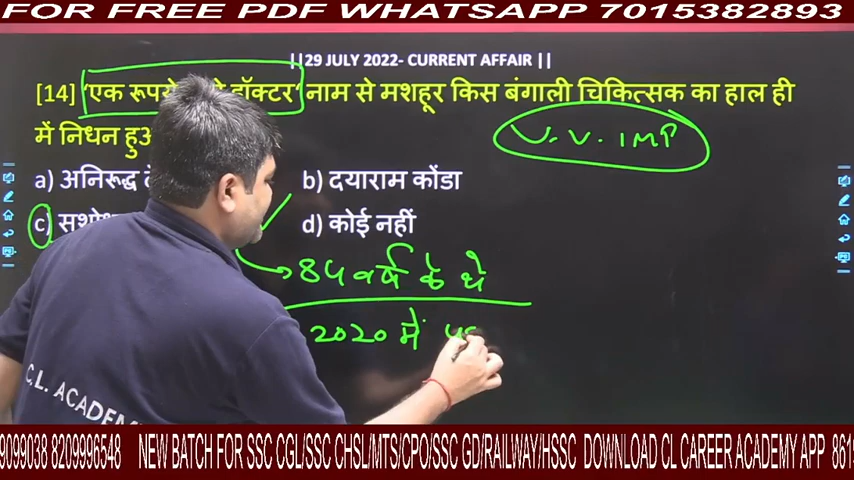 FOR FREE PDF WHATSAPP 7015382893
||29 JULY 2022- CURRENT AFFAIR ||
[14] 'एक रूपये डॉक्टर' नाम से मशहूर किस बंगाली चिकित्सक का हाल ही
में निधन हुआ
V. V. IMP
a) अनिरूद्ध b) दयाराम कोंडा
c) d) कोई नहीं
84 वर्ष के थे
2020 में
C.L. ACADEM
9099038 8209996548 NEW BATCH FOR SSC CGL/SSC CHSL/MTS/CPO/SSC GD/RAILWAY/HSSC DOWNLOAD CL CAREER ACADEMY APP 861